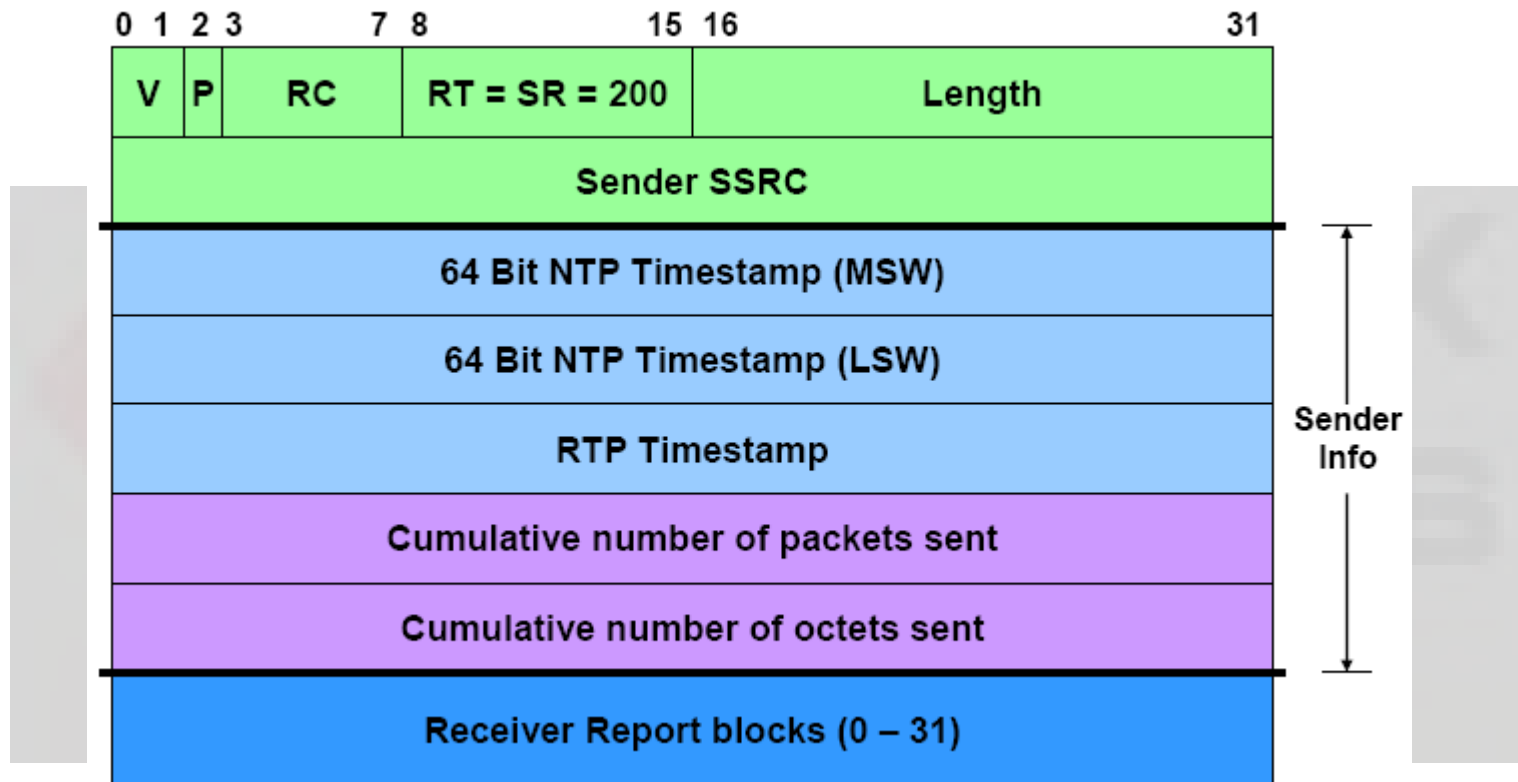 0 1 2 3 7 8 15 16 31
V P RC RT = SR = 200 Length
Sender SSRC
64 Bit NTP Timestamp (MSW)
64 Bit NTP Timestamp (LSW)
RTP Timestamp
Sender
Info
Cumulative number of packets sent
Cumulative number of octets sent
Receiver Report blocks (0 – 31)